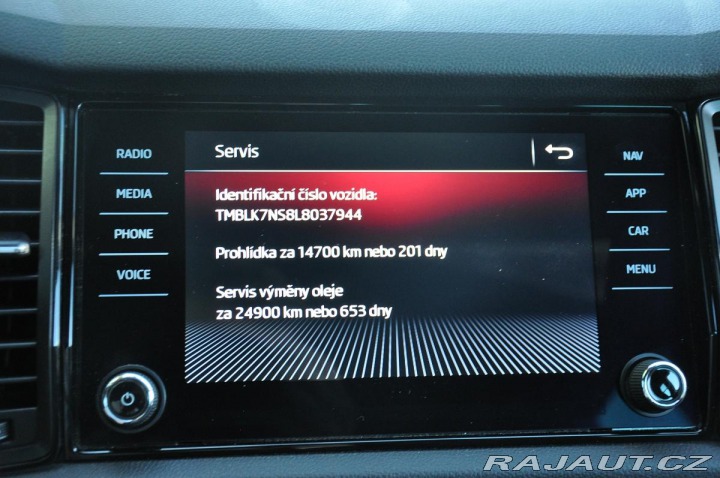 Servis
RADIO
MEDIA
PHONE
VOICE
Identifikační číslo vozidla:
TMBLK7NS8L8037944
Prohlídka za 14700 km nebo 201 dny
Servis výměny oleje
za 24900 km nebo 653 dny
NAV
APP
CAR
MENU
RAJAUT.CZ